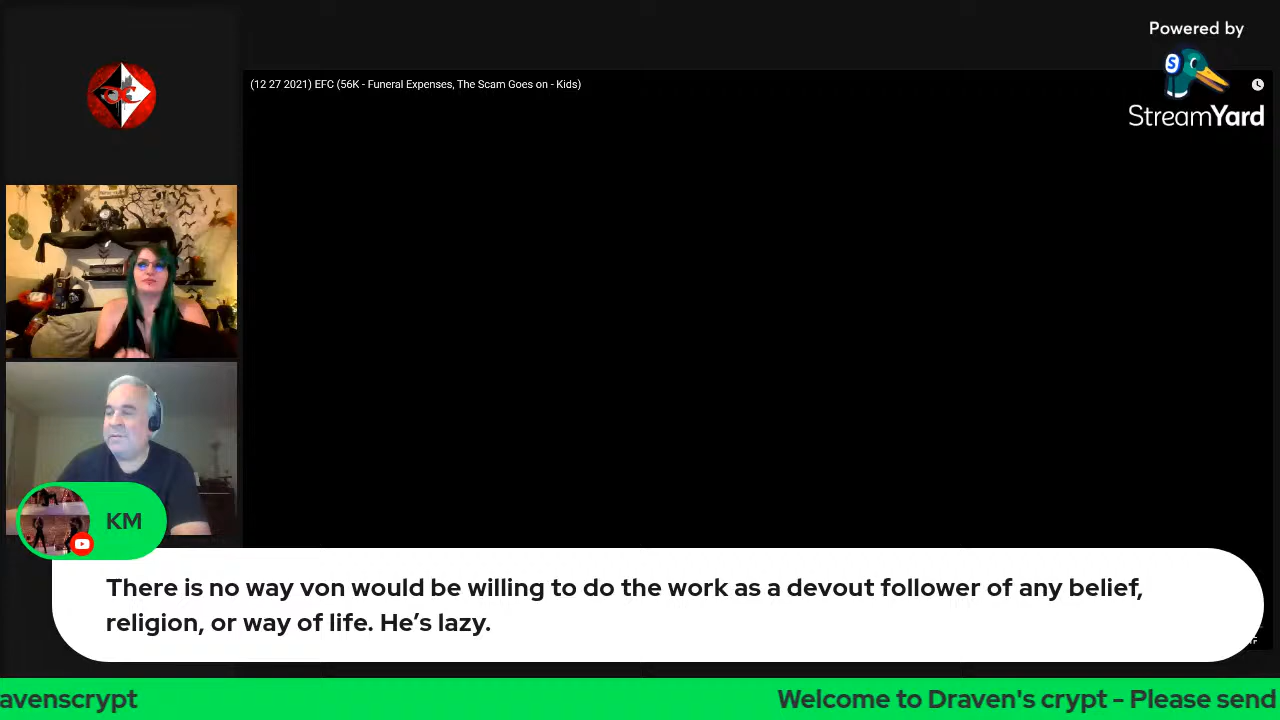 Powered by
S
StreamYard
(12 27 2021) EFC (56K - Funeral Expenses, The Scam Goes on - Kids)
KM
There is no way von would be willing to do the work as a devout follower of any belief,
religion, or way of life. He’s lazy.
avenscrypt
Welcome to Draven's crypt - Please send